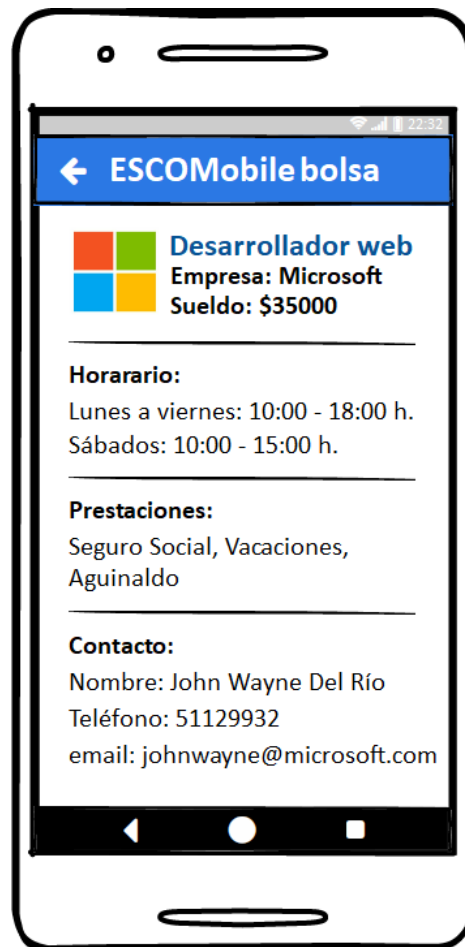 22:32
ESCOMobile bolsa
Desarrollador web
Empresa: Microsoft
Sueldo: $35000
Horarario:
Lunes a viernes: 10:00 - 18:00 h.
Sábados: 10:00 - 15:00 h.
Prestaciones:
Seguro Social, Vacaciones,
Aguinaldo
Contacto:
Nombre: John Wayne Del Río
Teléfono: 51129932
email: johnwayne@microsoft.com